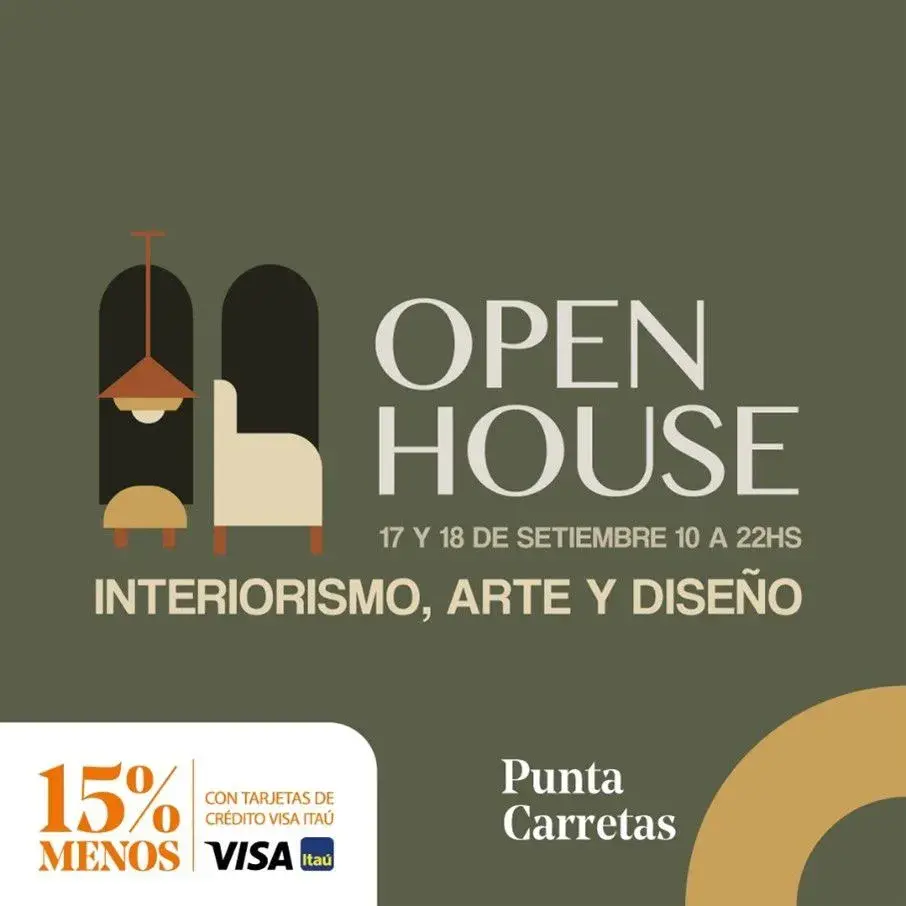 OPEN
HOUSE
17 Y 18 DE SETIEMBRE 10 A 22HS
INTERIORISMO, ARTE Y DISEÑO
15%
MENOS
CON TARJETAS DE
CRÉDITO VISA ITAÚ
VISA Itaú
Punta
Carretas